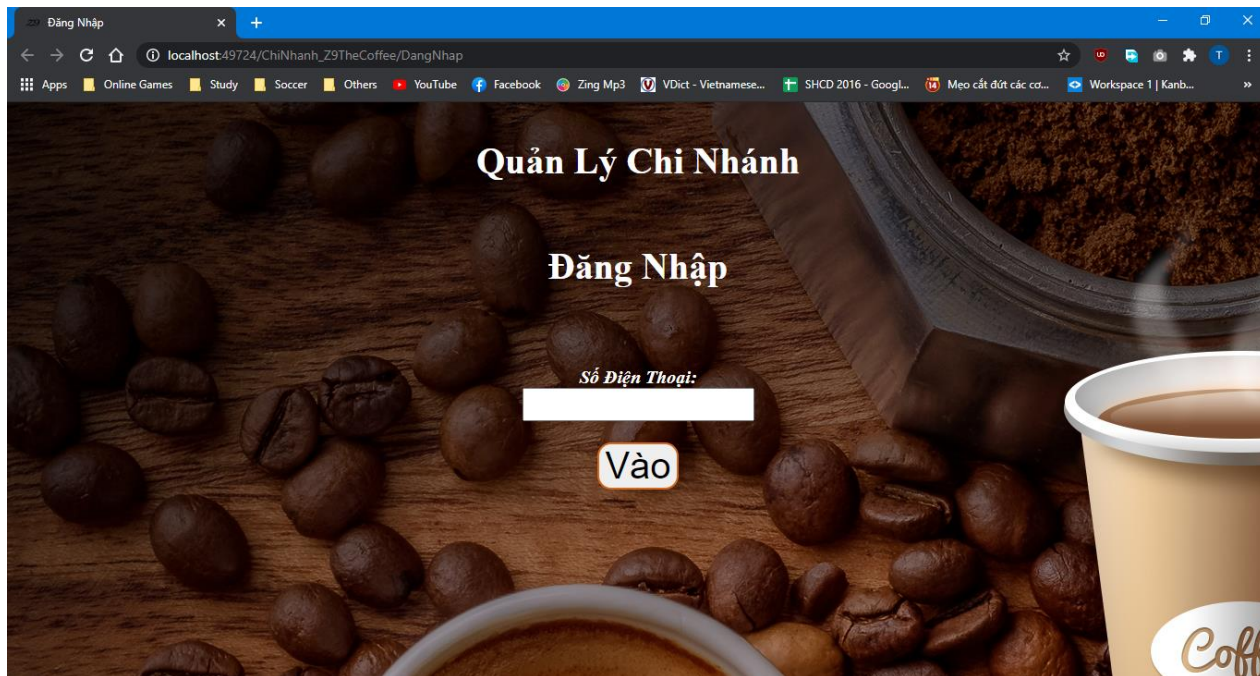 Đăng Nhập
localhost:49724/ChiNhanh_Z9TheCoffee/DangNhap
Apps Online Games Study Soccer Others YouTube Facebook Zing Mp3 VDict - Vietnamese... SHCD 2016 - Googl... Mẹo cắt đứt các cơ... Workspace 1 | Kanb... »
Quản Lý Chi Nhánh
Đăng Nhập
Số Điện Thoại:
Vào